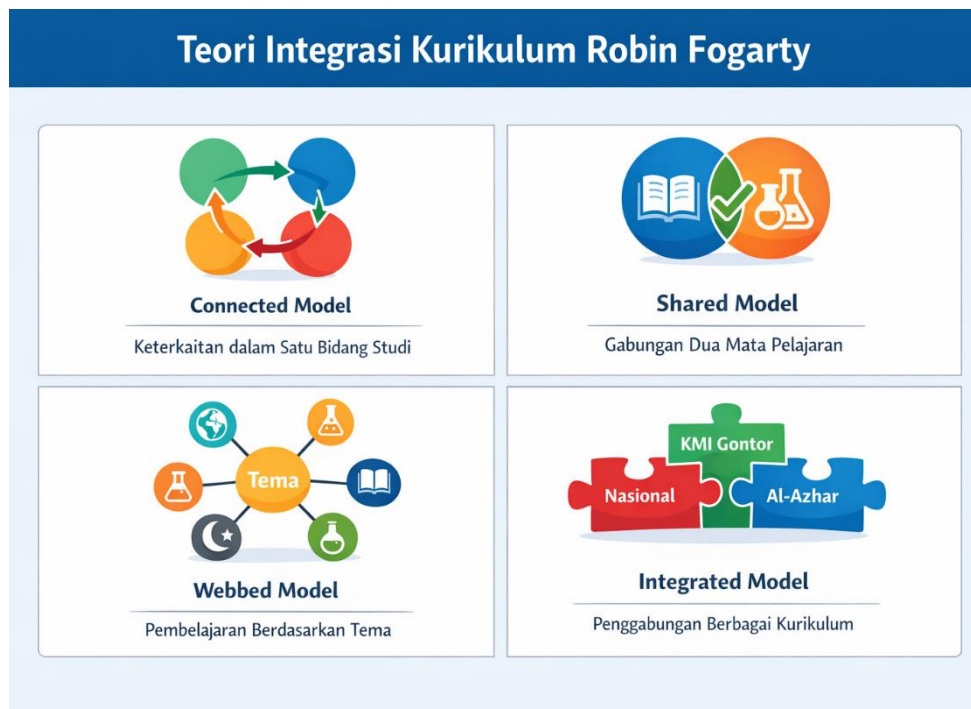 Teori Integrasi Kurikulum Robin Fogarty
Connected Model
Keterkaitan dalam Satu Bidang Studi
Shared Model
Gabungan Dua Mata Pelajaran
Tema
Webbed Model
Pembelajaran Berdasarkan Tema
KMI Gontor
Nasional
Al-Azhar
Integrated Model
Penggabungan Berbagai Kurikulum